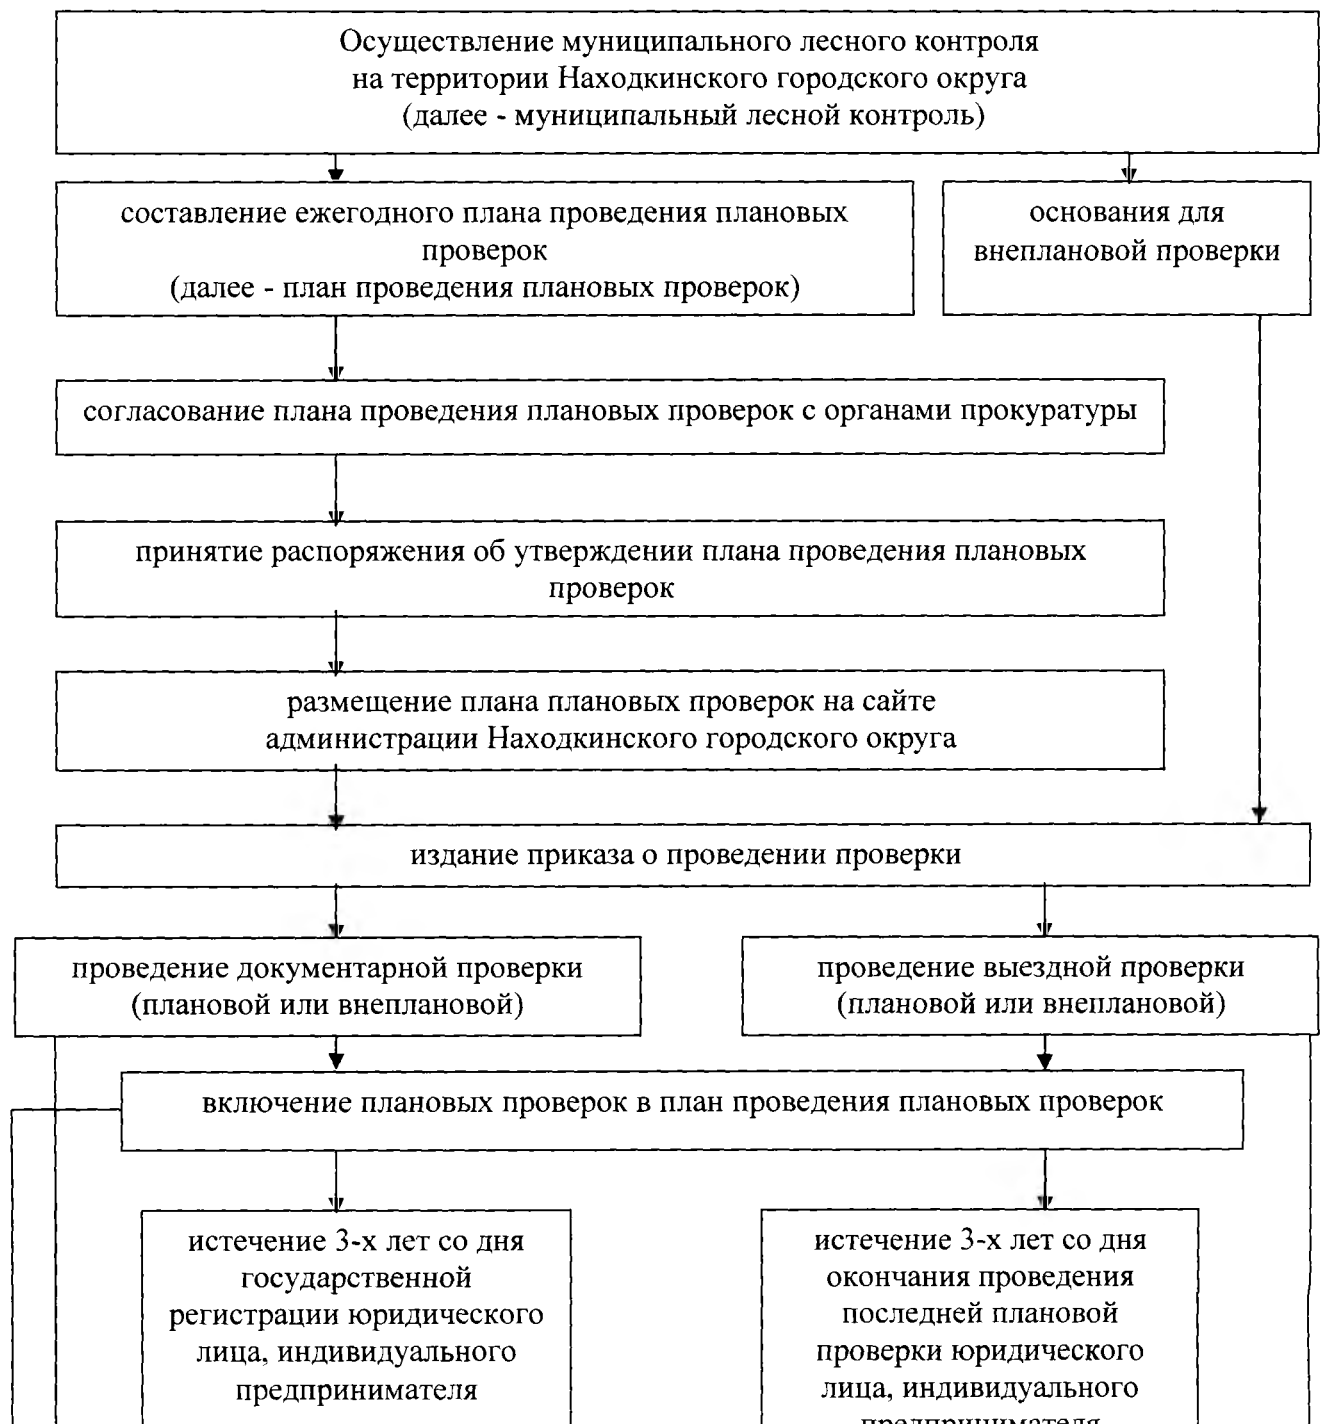 Осуществление муниципального лесного контроля
на территории Находкинского городского округа
(далее - муниципальный лесной контроль)
составление ежегодного плана проведения плановых
проверок
(далее - план проведения плановых проверок)
основания для
внеплановой проверки
согласование плана проведения плановых проверок с органами прокуратуры
принятие распоряжения об утверждении плана проведения плановых
проверок
размещение плана плановых проверок на сайте
администрации Находкинского городского округа
издание приказа о проведении проверки
проведение документарной проверки
(плановой или внеплановой)
проведение выездной проверки
(плановой или внеплановой)
включение плановых проверок в план проведения плановых проверок
истечение 3-х лет со дня
государственной
регистрации юридического
лица, индивидуального
предпринимателя
истечение 3-х лет со дня
окончания проведения
последней плановой
проверки юридического
лица, индивидуального
предпринимателя